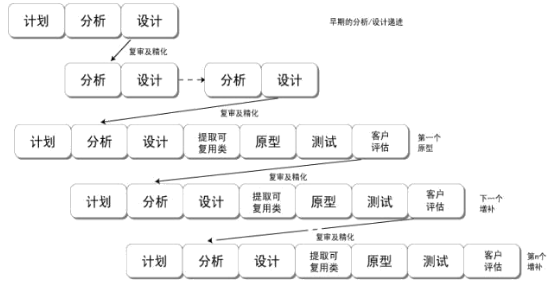 计划 分析 设计
早期的分析/设计递进
复审及精化
分析 设计 分析 设计
复审及精化
计划 分析 设计 提取可 原型 测试 客户 第一个
复用类 评估 原型
复审及精化
计划 分析 设计 提取可 原型 测试 客户 下一个
复用类 评估 增补
复审及精化
计划 分析 设计 提取可 原型 测试 客户 第n个
复用类 评估 增补